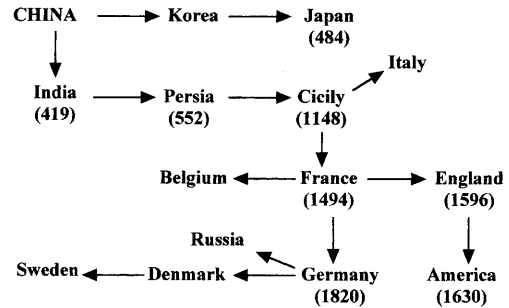 CHINA Korea Japan
(484)
Italy
India Persia Cicily
(419) (552) (1148)
Belgium France England
(1494) (1596)
Russia
Sweden Denmark Germany America
(1820) (1630)